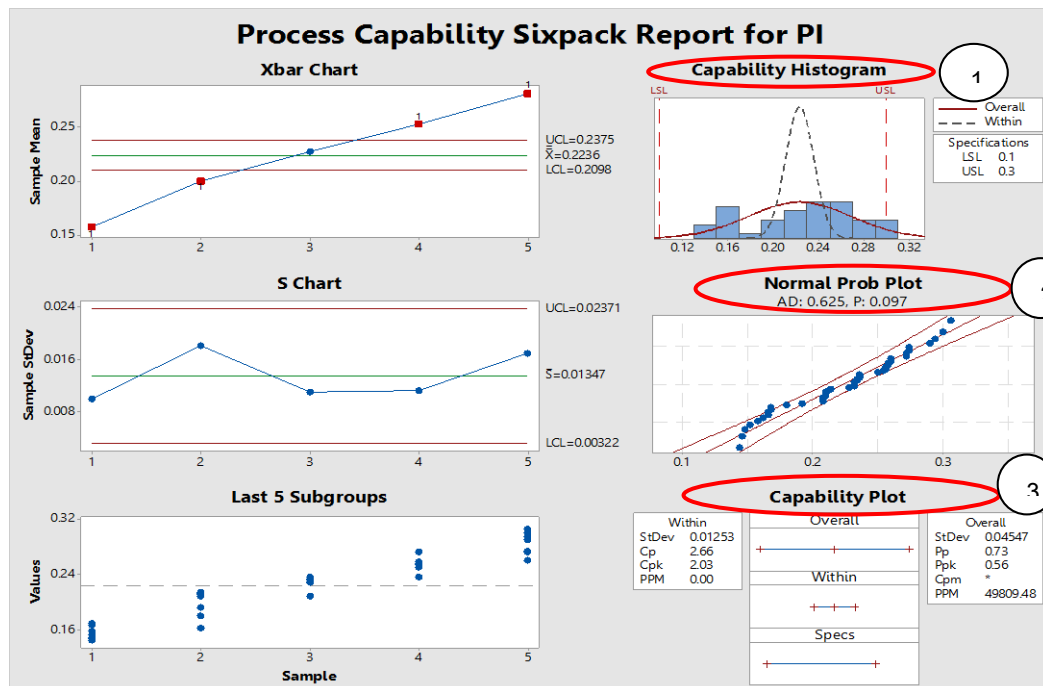 Process Capability Sixpack Report for PI
Xbar Chart
Sample Mean
0.25
0.20
0.15
1
1
1
1
UCL=0.2375
X̿=0.2236
LCL=0.2098
1 2 3 4 5
S Chart
Sample StDev
0.024
0.016
0.008
UCL=0.02371
S̄=0.01347
LCL=0.00322
1 2 3 4 5
Last 5 Subgroups
Values
0.32
0.24
0.16
1 2 3 4 5
Sample
Capability Histogram
1
LSL USL
Overall
Within
Specifications
LSL 0.1
USL 0.3
0.12 0.16 0.20 0.24 0.28 0.32
Normal Prob Plot
AD: 0.625, P: 0.097
0.1 0.2 0.3
Capability Plot
3
Within
StDev 0.01253
Cp 2.66
Cpk 2.03
PPM 0.00
Overall
Within
Specs
Overall
StDev 0.04547
Pp 0.73
Ppk 0.56
Cpm *
PPM 49809.48